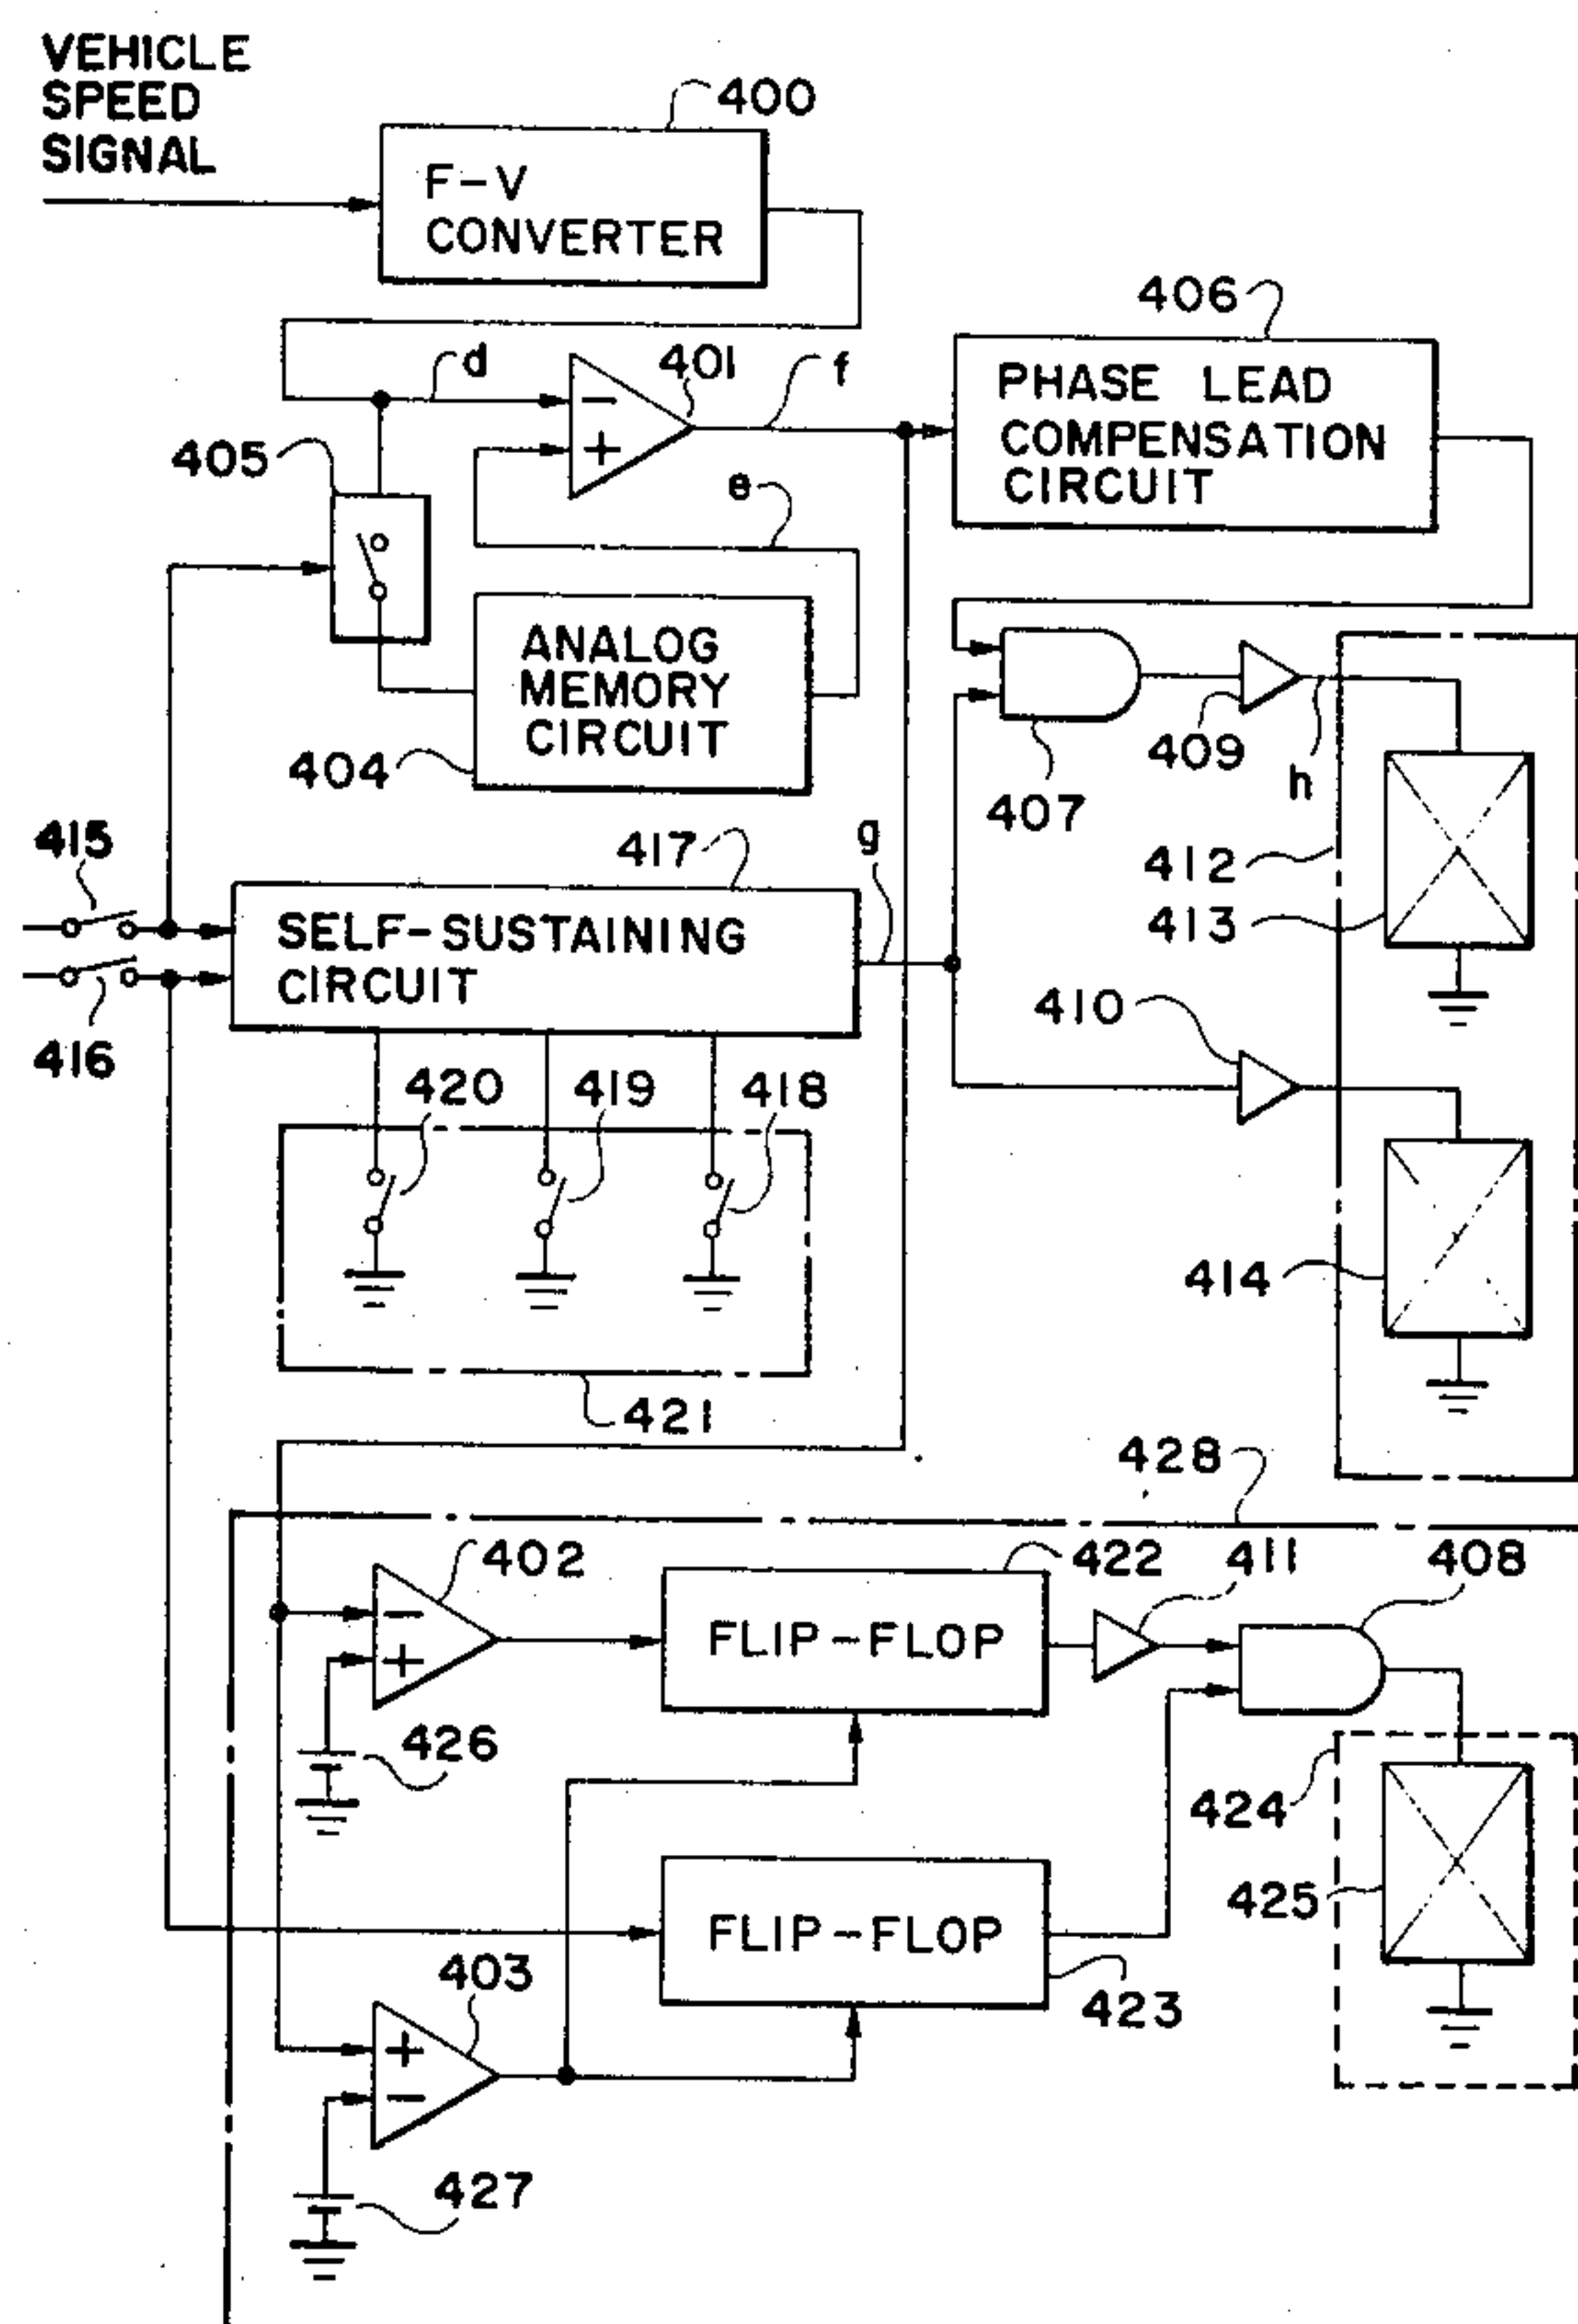 VEHICLE
SPEED
SIGNAL
400
F-V
CONVERTER
406
d
401
f
PHASE LEAD
COMPENSATION
CIRCUIT
−
+
405
e
ANALOG
MEMORY
CIRCUIT
404
409
h
407
415
417
g
412
413
SELF-SUSTAINING
CIRCUIT
410
416
420
419
418
414
421
428
402
422
411
408
−
+
FLIP-FLOP
426
424
425
FLIP-FLOP
403
423
+
−
427